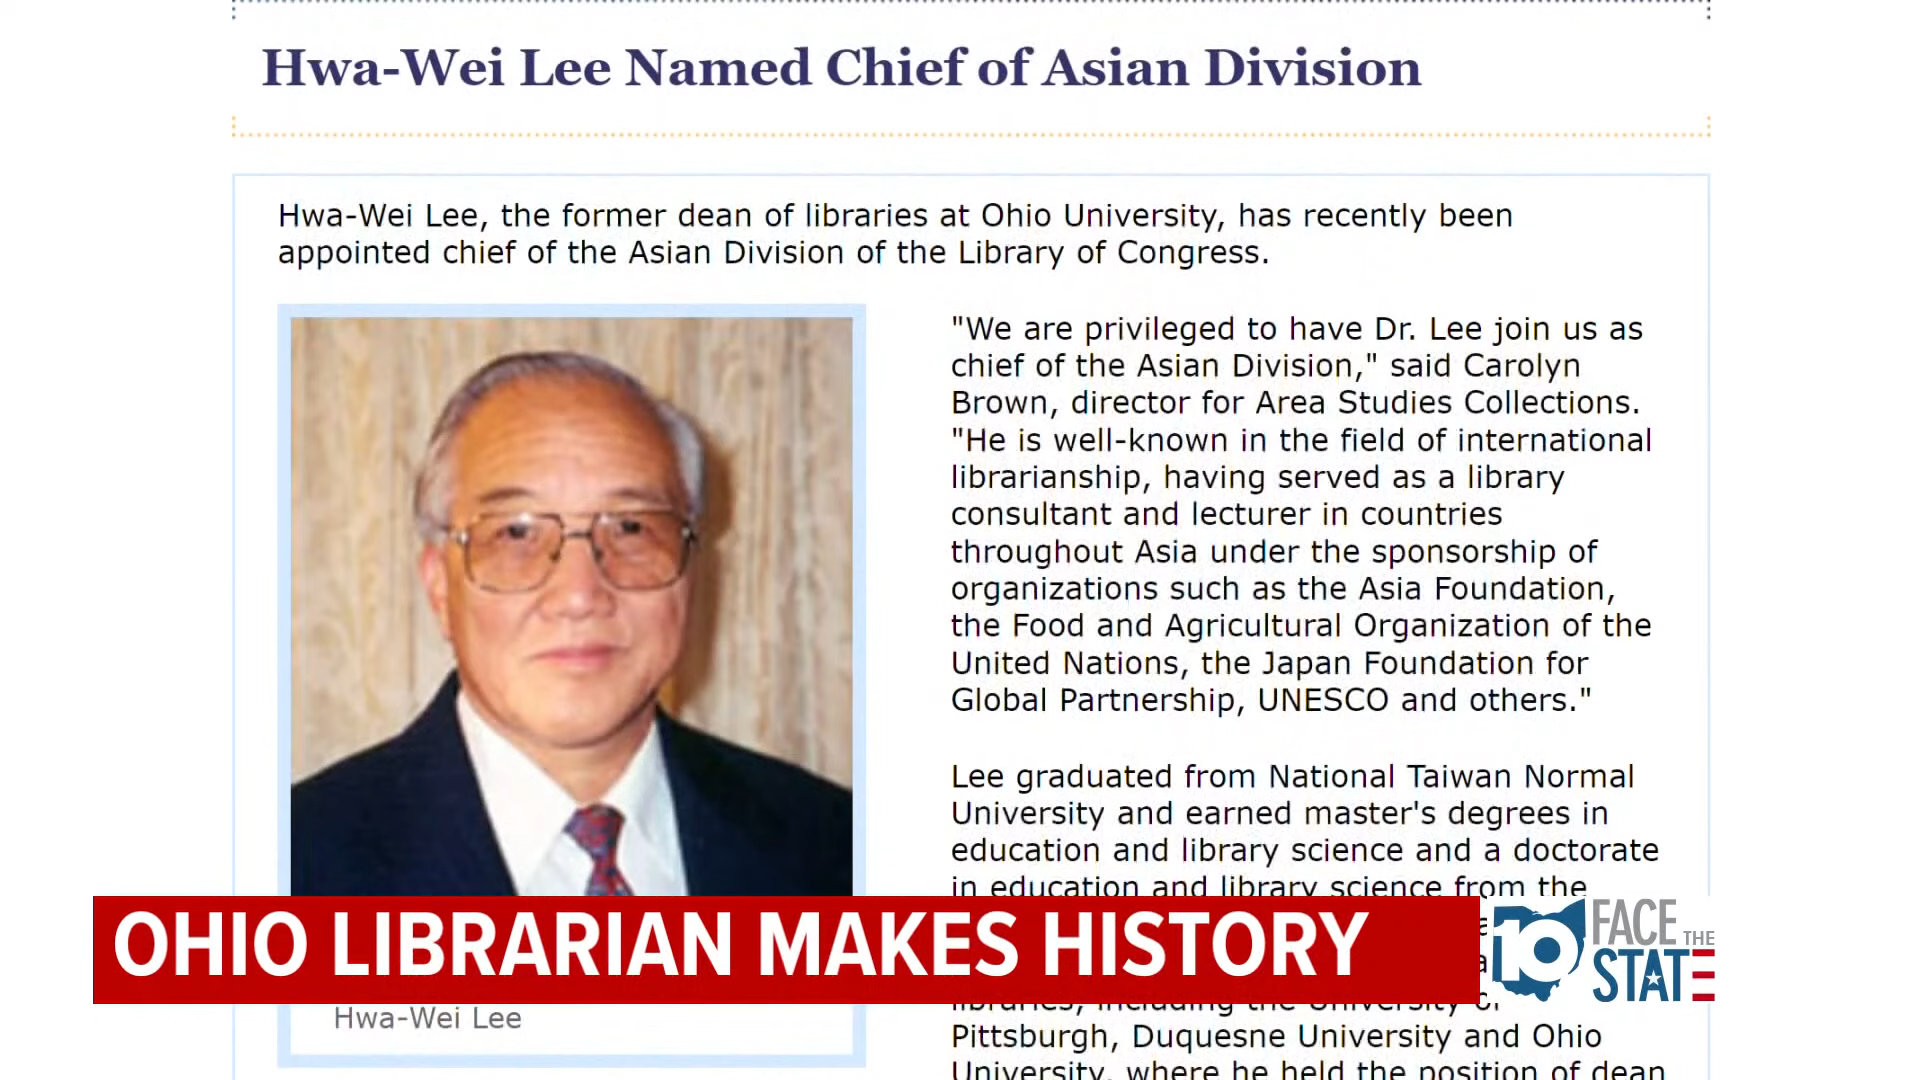 Hwa-Wei Lee Named Chief of Asian Division
Hwa-Wei Lee, the former dean of libraries at Ohio University, has recently been
appointed chief of the Asian Division of the Library of Congress.
"We are privileged to have Dr. Lee join us as
chief of the Asian Division," said Carolyn
Brown, director for Area Studies Collections.
"He is well-known in the field of international
librarianship, having served as a library
consultant and lecturer in countries
throughout Asia under the sponsorship of
organizations such as the Asia Foundation,
the Food and Agricultural Organization of the
United Nations, the Japan Foundation for
Global Partnership, UNESCO and others."
Lee graduated from National Taiwan Normal
University and earned master's degrees in
education and library science and a doctorate
in education and library science from the
libraries, including the University of
Pittsburgh, Duquesne University and Ohio
University, where he held the position of dean
Hwa-Wei Lee
OHIO LIBRARIAN MAKES HISTORY
10
FACE THE
STATE